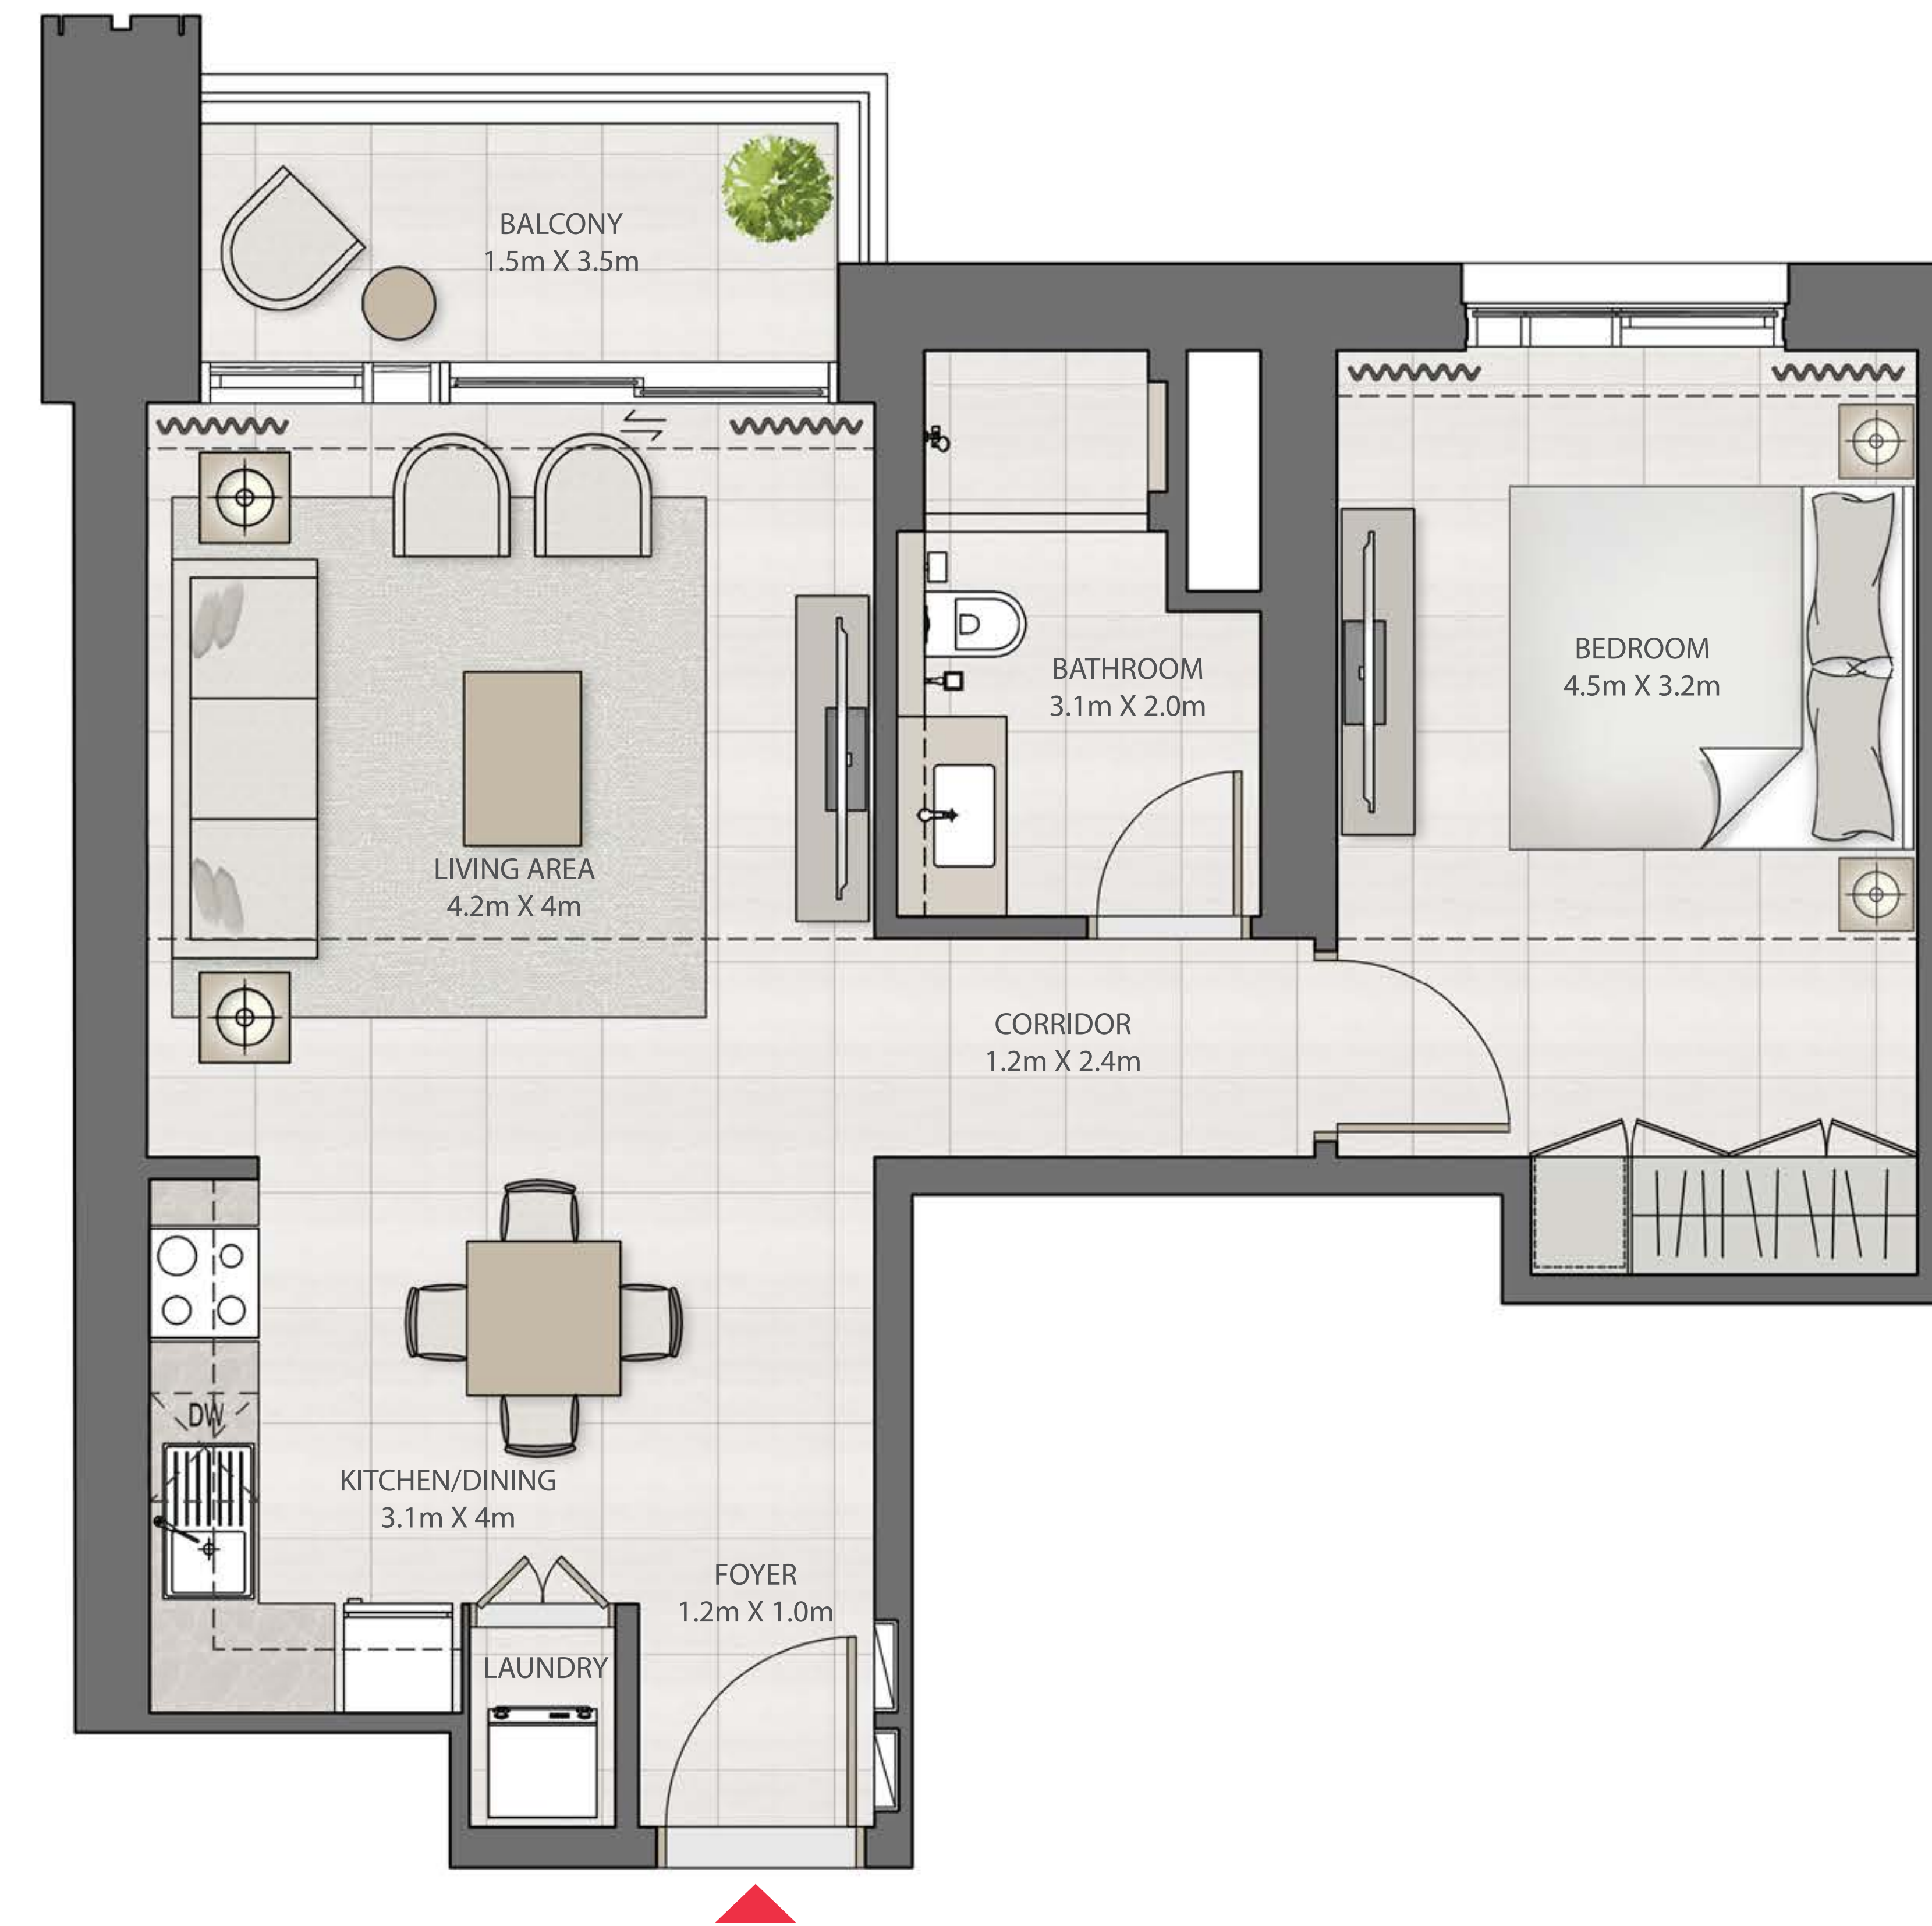 BALCONY
1.5m X 3.5m
BATHROOM
3.1m X 2.0m
BEDROOM
4.5m X 3.2m
LIVING AREA
4.2m X 4m
CORRIDOR
1.2m X 2.4m
DW
KITCHEN/DINING
3.1m X 4m
FOYER
1.2m X 1.0m
LAUNDRY